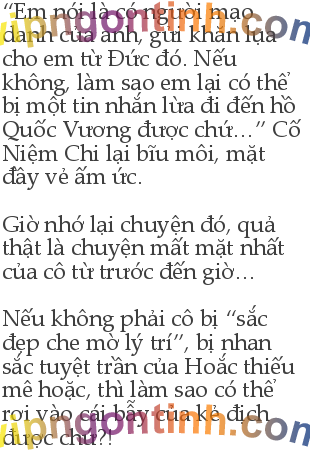 “Em nói là có người mạo
danh của anh, gửi khăn lụa
cho em từ Đức đó. Nếu
không, làm sao em lại có thể
bị một tin nhắn lừa đi đến hồ
Quốc Vương được chứ…” Cố
Niệm Chi lại bĩu môi, mặt
đầy vẻ ấm ức.
Giờ nhớ lại chuyện đó, quả
thật là chuyện mất mặt nhất
của cô từ trước đến giờ…
Nếu không phải cô bị “sắc
đẹp che mờ lý trí”, bị nhan
sắc tuyệt trần của Hoắc thiếu
mê hoặc, thì làm sao có thể
rơi vào cái bẫy của kẻ địch
được chứ?!
vipngontinh.com
vipngontinh.com